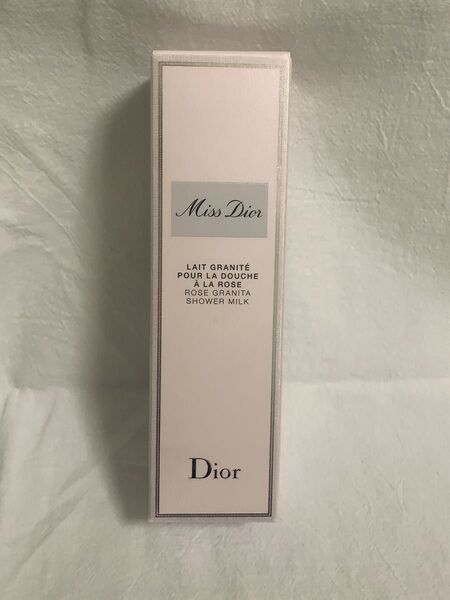 Miss Dior
LAIT GRANITÉ
POUR LA DOUCHE
À LA ROSE
ROSE GRANITA
SHOWER MILK
Dior